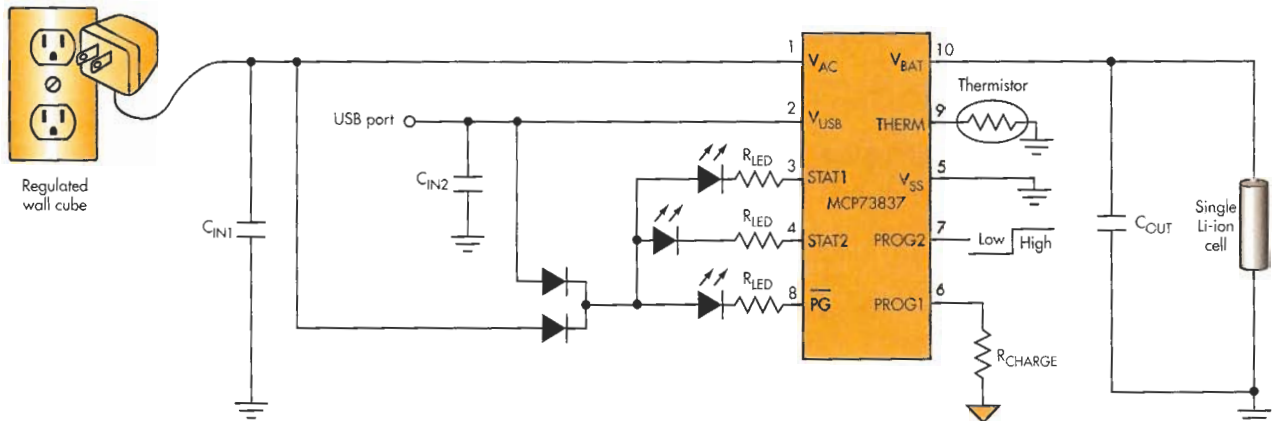 Regulated
wall cube
C_IN1
USB port
C_IN2
R_LED
R_LED
R_LED
1
2
3
4
8
V_AC
V_USB
STAT1
STAT2
PG
MCP73837
V_BAT
THERM
V_SS
PROG2
PROG1
10
9
5
7
6
Thermistor
Low
High
R_CHARGE
C_OUT
Single
Li-ion
cell